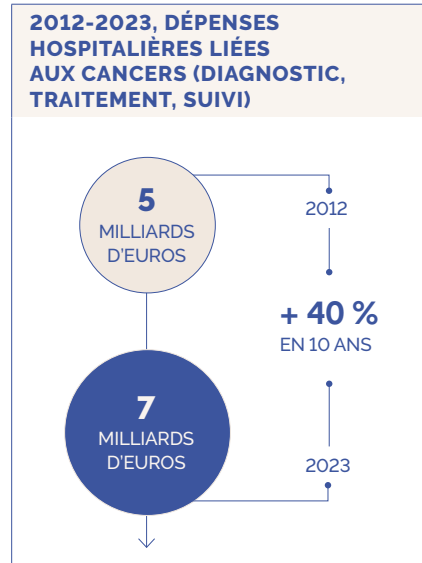 2012-2023, DÉPENSES
HOSPITALIÈRES LIÉES
AUX CANCERS (DIAGNOSTIC,
TRAITEMENT, SUIVI)
5
MILLIARDS
D'EUROS
2012
+ 40 %
EN 10 ANS
7
MILLIARDS
D'EUROS
2023